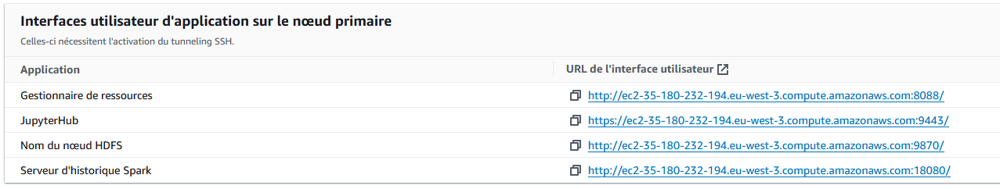 Interfaces utilisateur d'application sur le nœud primaire
Celles-ci nécessitent l'activation du tunneling SSH.
Application URL de l'interface utilisateur
Gestionnaire de ressources http://ec2-35-180-232-194.eu-west-3.compute.amazonaws.com:8088/
JupyterHub https://ec2-35-180-232-194.eu-west-3.compute.amazonaws.com:9443/
Nom du nœud HDFS http://ec2-35-180-232-194.eu-west-3.compute.amazonaws.com:9870/
Serveur d'historique Spark http://ec2-35-180-232-194.eu-west-3.compute.amazonaws.com:18080/